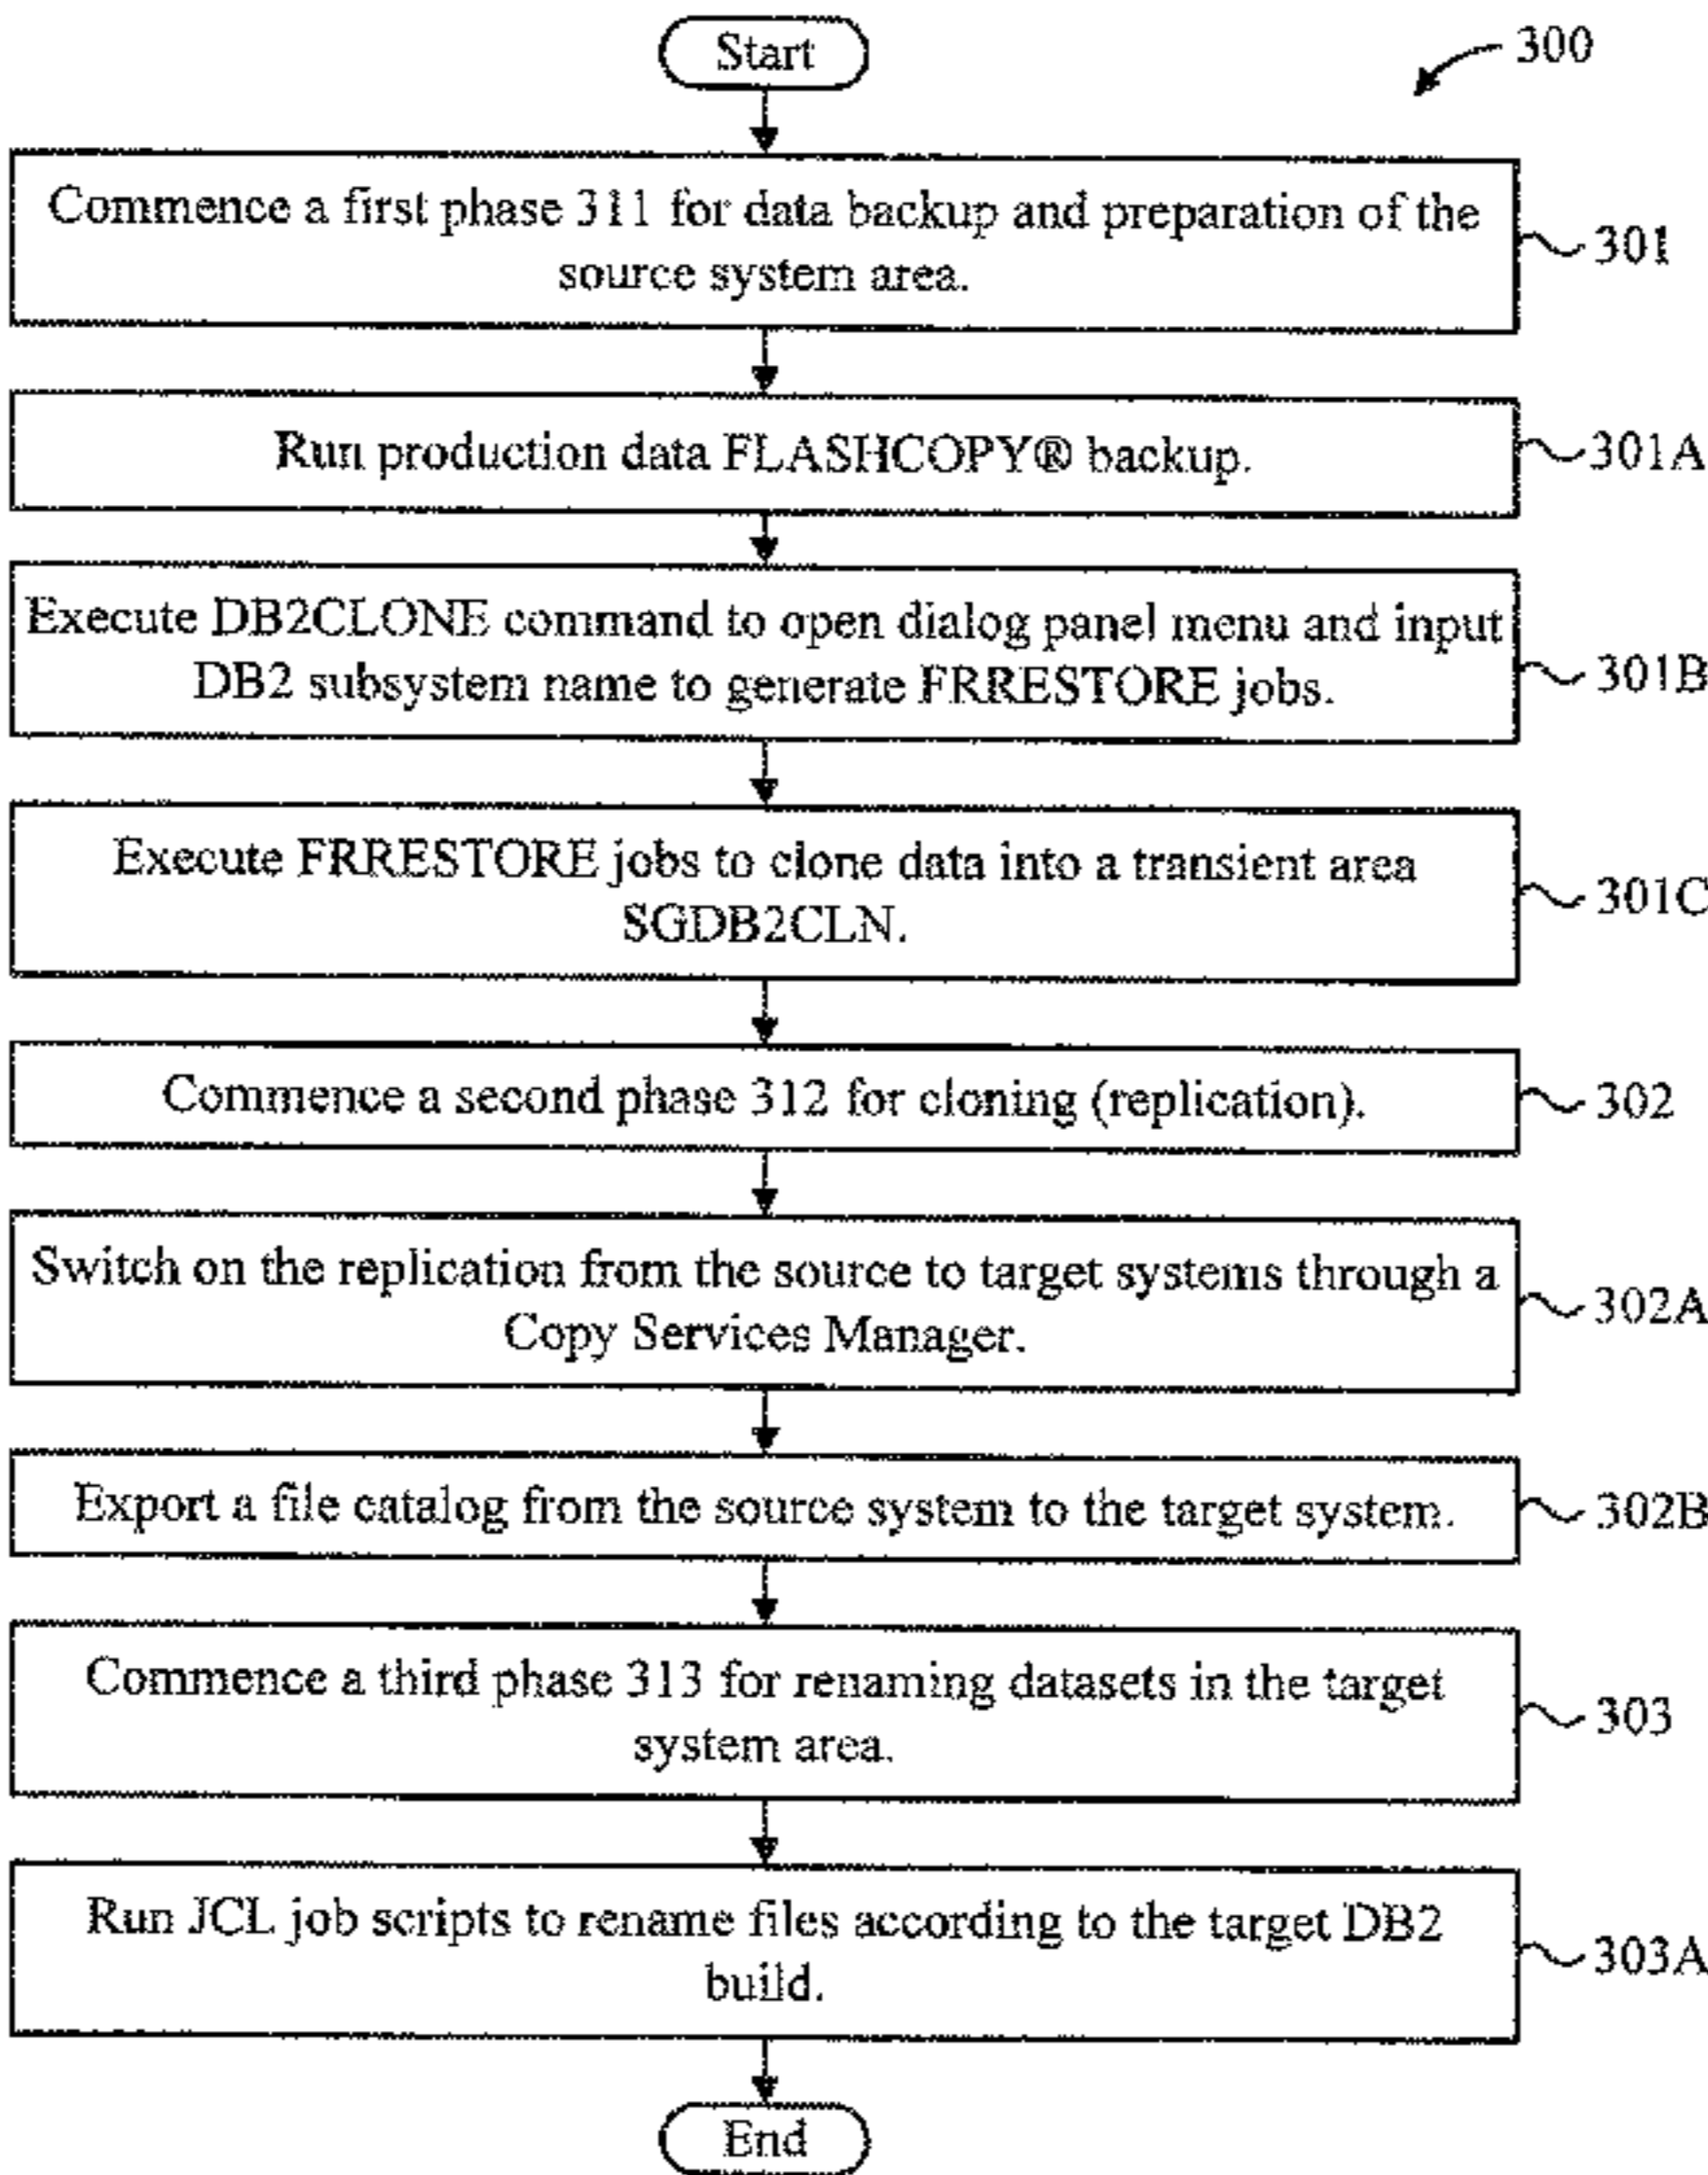 Start
300
Commence a first phase 311 for data backup and preparation of the
source system area.
301
Run production data FLASHCOPY® backup.
301A
Execute DB2CLONE command to open dialog panel menu and input
DB2 subsystem name to generate FRRESTORE jobs.
301B
Execute FRRESTORE jobs to clone data into a transient area
SGDB2CLN.
301C
Commence a second phase 312 for cloning (replication).
302
Switch on the replication from the source to target systems through a
Copy Services Manager.
302A
Export a file catalog from the source system to the target system.
302B
Commence a third phase 313 for renaming datasets in the target
system area.
303
Run JCL job scripts to rename files according to the target DB2
build.
303A
End